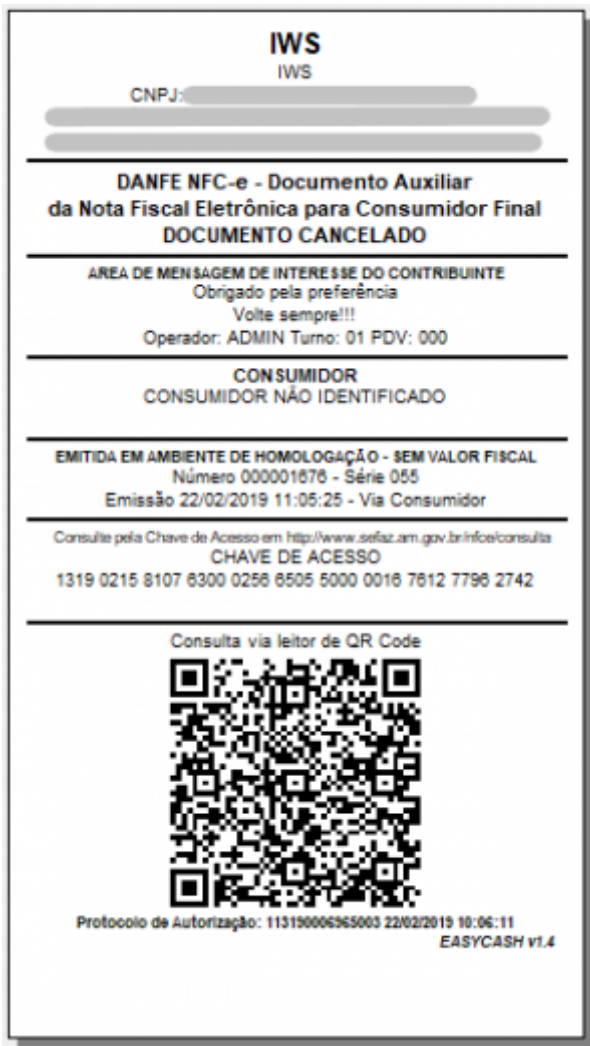 IWS
IWS
CNPJ:
DANFE NFC-e - Documento Auxiliar
da Nota Fiscal Eletrônica para Consumidor Final
DOCUMENTO CANCELADO
AREA DE MENSAGEM DE INTERESSE DO CONTRIBUINTE
Obrigado pela preferência
Volte sempre!!!
Operador: ADMIN Turno: 01 PDV: 000
CONSUMIDOR
CONSUMIDOR NÃO IDENTIFICADO
EMITIDA EM AMBIENTE DE HOMOLOGAÇÃO - SEM VALOR FISCAL
Número 000001676 - Série 055
Emissão 22/02/2019 11:05:25 - Via Consumidor
Consulte pela Chave de Acesso em http://www.sefaz.am.gov.br/nfce/consulta
CHAVE DE ACESSO
1319 0215 8107 6300 0256 6505 5000 0016 7612 7796 2742
Consulta via leitor de QR Code
Protocolo de Autorização: 113190006965003 22/02/2019 10:06:11
EASYCASH v1.4